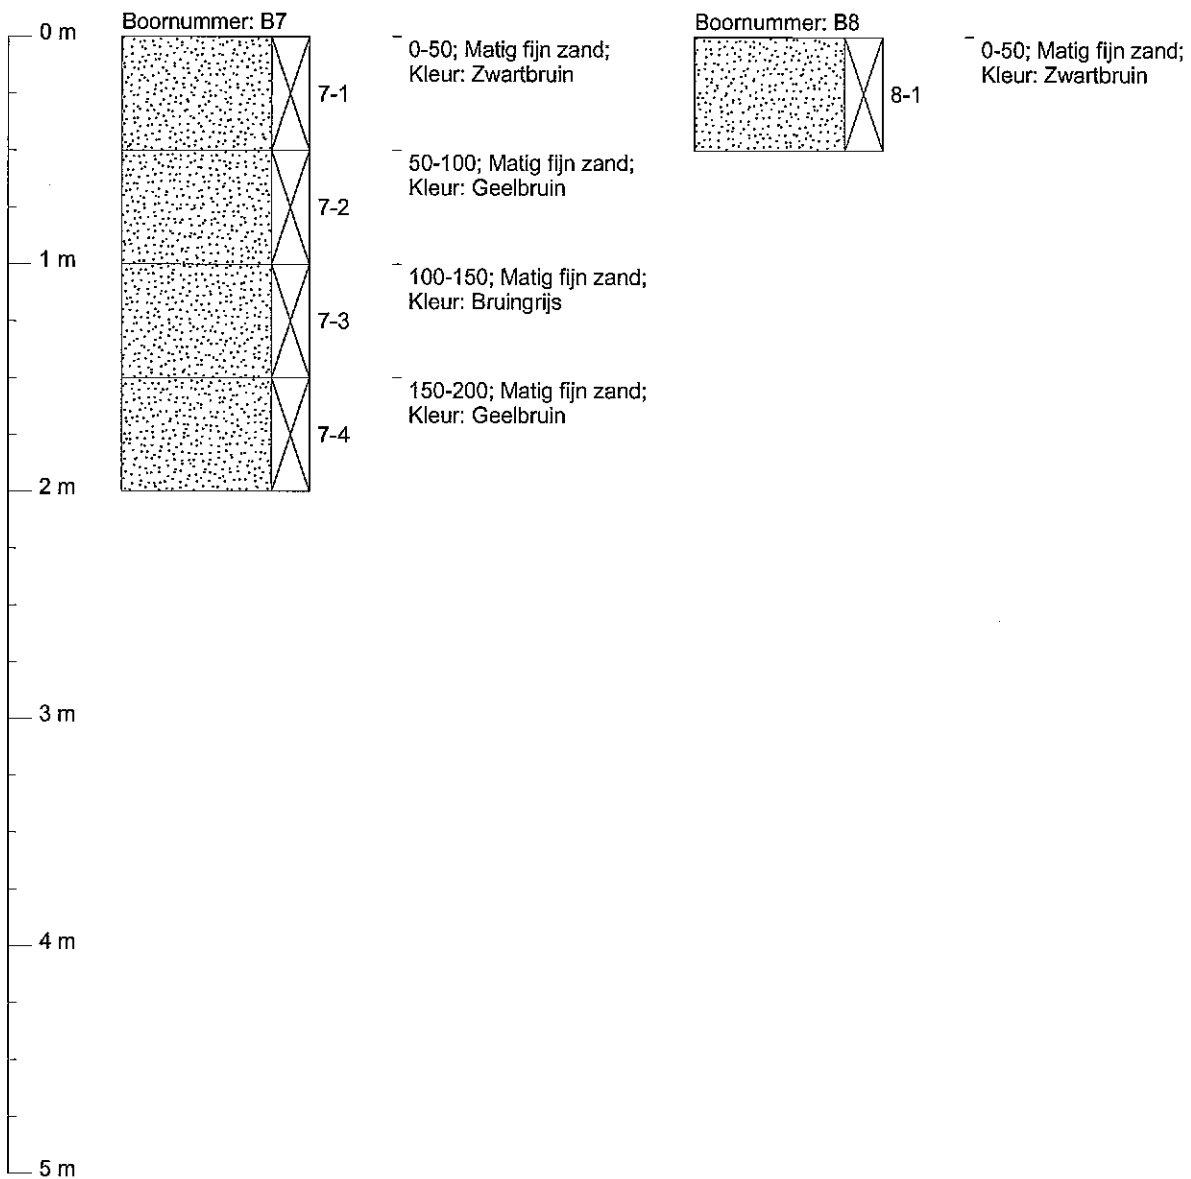 0 m
1 m
2 m
3 m
4 m
5 m
Boornummer: B7
7-1
7-2
7-3
7-4
0-50; Matig fijn zand;
Kleur: Zwartbruin
50-100; Matig fijn zand;
Kleur: Geelbruin
100-150; Matig fijn zand;
Kleur: Bruingrijs
150-200; Matig fijn zand;
Kleur: Geelbruin
Boornummer: B8
8-1
0-50; Matig fijn zand;
Kleur: Zwartbruin